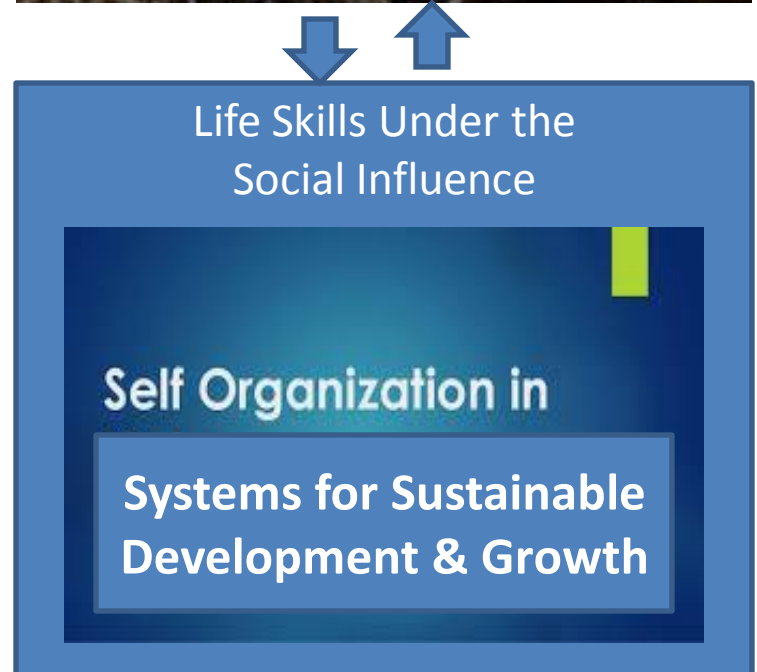 Life Skills Under the
Social Influence
Self Organization in
Systems for Sustainable
Development & Growth